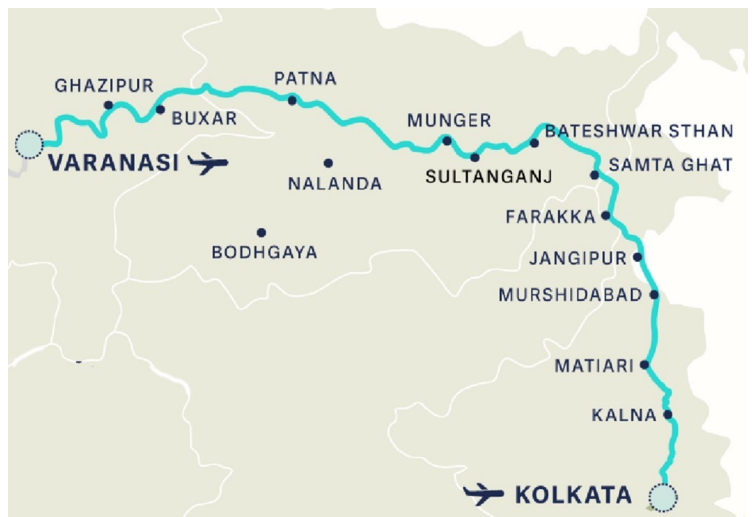 PATNA
GHAZIPUR
BUXAR
MUNGER
BATESHWAR STHAN
VARANASI
NALANDA
SULTANGANJ
SAMTA GHAT
FARAKKA
BODHGAYA
JANGIPUR
MURSHIDABAD
MATIARI
KALNA
KOLKATA